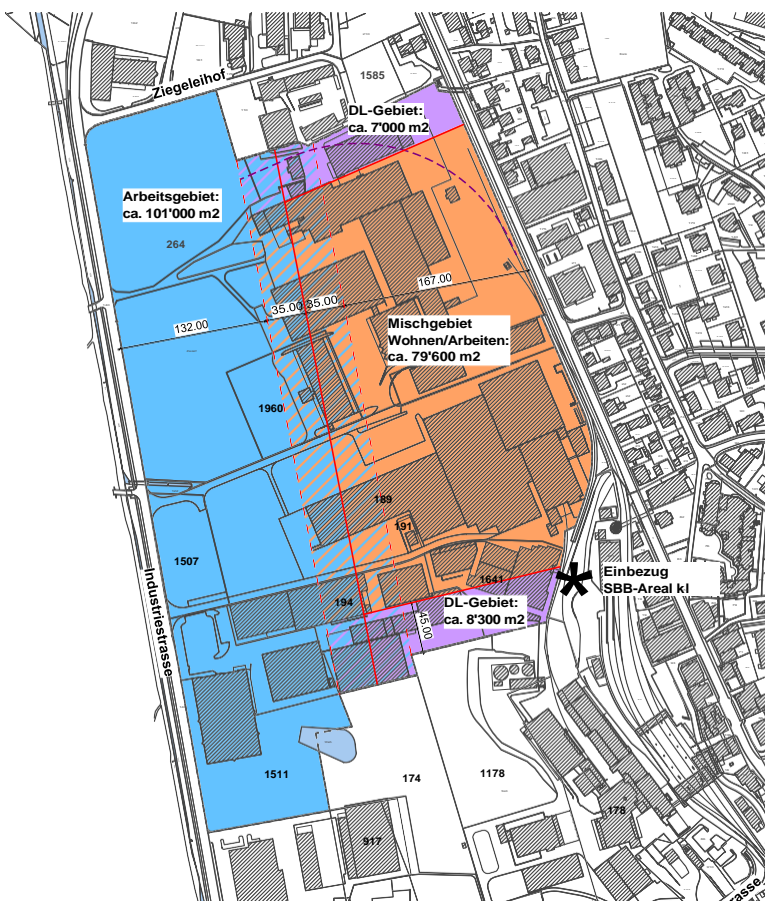 Ziegeleihof
1585
DL-Gebiet:
ca. 7'000 m2
Arbeitsgebiet:
ca. 101'000 m2
264
167.00
35.00
35.00
132.00
Mischgebiet
Wohnen/Arbeiten:
ca. 79'600 m2
1960
189
191
1507
Industriestrasse
1641
Einbezug
SBB-Areal kl
194
DL-Gebiet:
ca. 8'300 m2
45.00
1511
174
1178
178
917
rasse